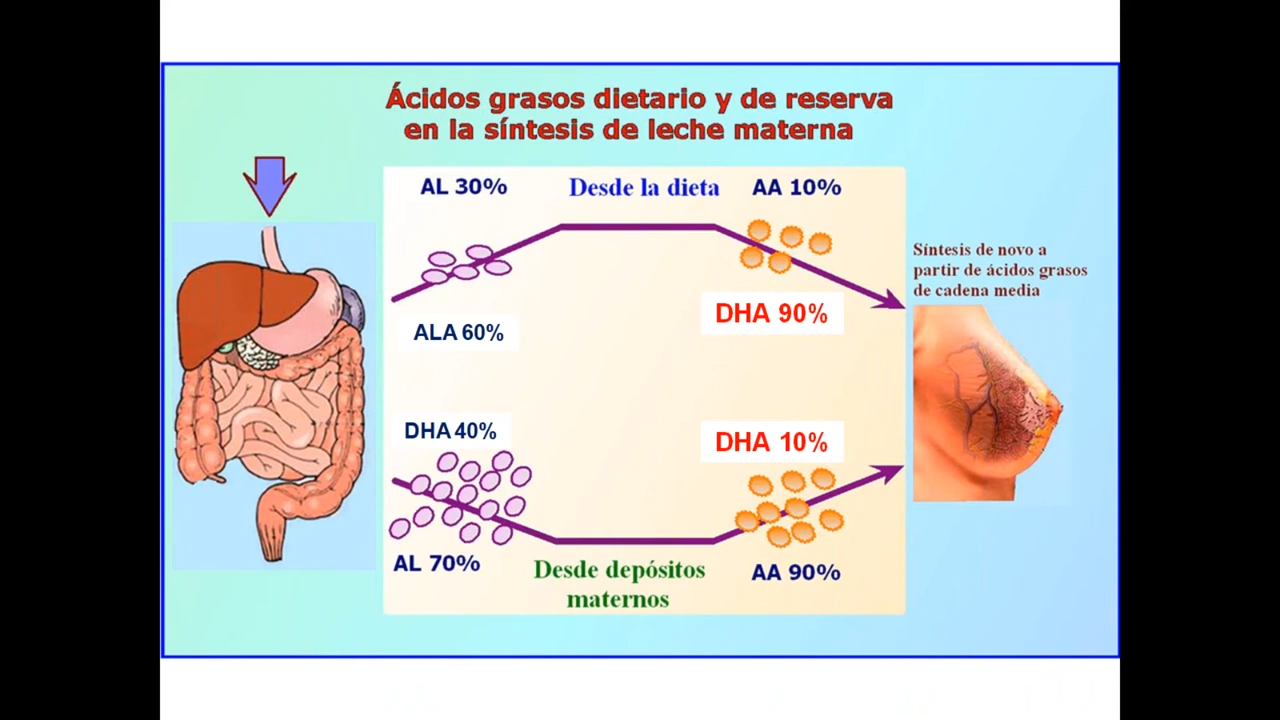 Ácidos grasos dietario y de reserva
en la síntesis de leche materna
AL 30%
Desde la dieta
AA 10%
Síntesis de novo a
partir de ácidos grasos
de cadena media
DHA 90%
ALA 60%
DHA 40%
DHA 10%
AL 70%
Desde depósitos
maternos
AA 90%